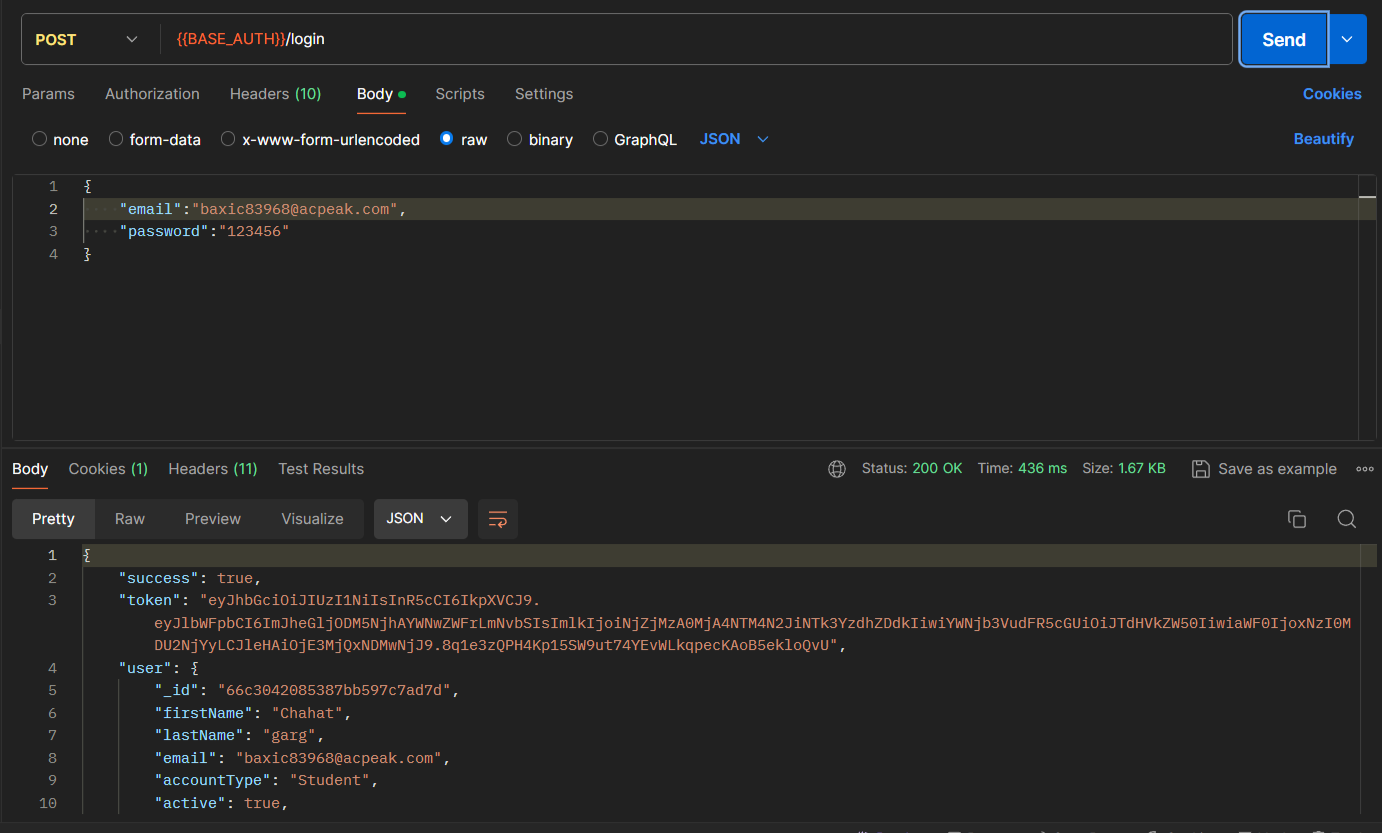 POST {{BASE_AUTH}}/login Send
Params Authorization Headers (10) Body Scripts Settings Cookies
none form-data x-www-form-urlencoded raw binary GraphQL JSON Beautify
1 {
2 "email":"baxic83968@acpeak.com",
3 "password":"123456"
4 }
Body Cookies (1) Headers (11) Test Results Status: 200 OK Time: 436 ms Size: 1.67 KB Save as example
Pretty Raw Preview Visualize JSON
1 {
2 "success": true,
3 "token": "eyJhbGciOiJIUzI1NiIsInR5cCI6IkpXVCJ9.
eyJlbWFpbCI6ImJheGljODM5NjhAYWNwZWFrLmNvbSIsImlkIjoiNjZjMzA0MjA4NTM4N2JiNTk3YzdhZDdkIiwiYWNjb3VudFR5cGUiOiJTdHVkZW50IiwiaWF0IjoxNzI0M
DU2NjYyLCJleHAiOjE3MjQxNDMwNjJ9.8q1e3zQPH4Kp15SW9ut74YEvWLkqpecKAoB5ekloQvU",
4 "user": {
5 "_id": "66c3042085387bb597c7ad7d",
6 "firstName": "Chahat",
7 "lastName": "garg",
8 "email": "baxic83968@acpeak.com",
9 "accountType": "Student",
10 "active": true,